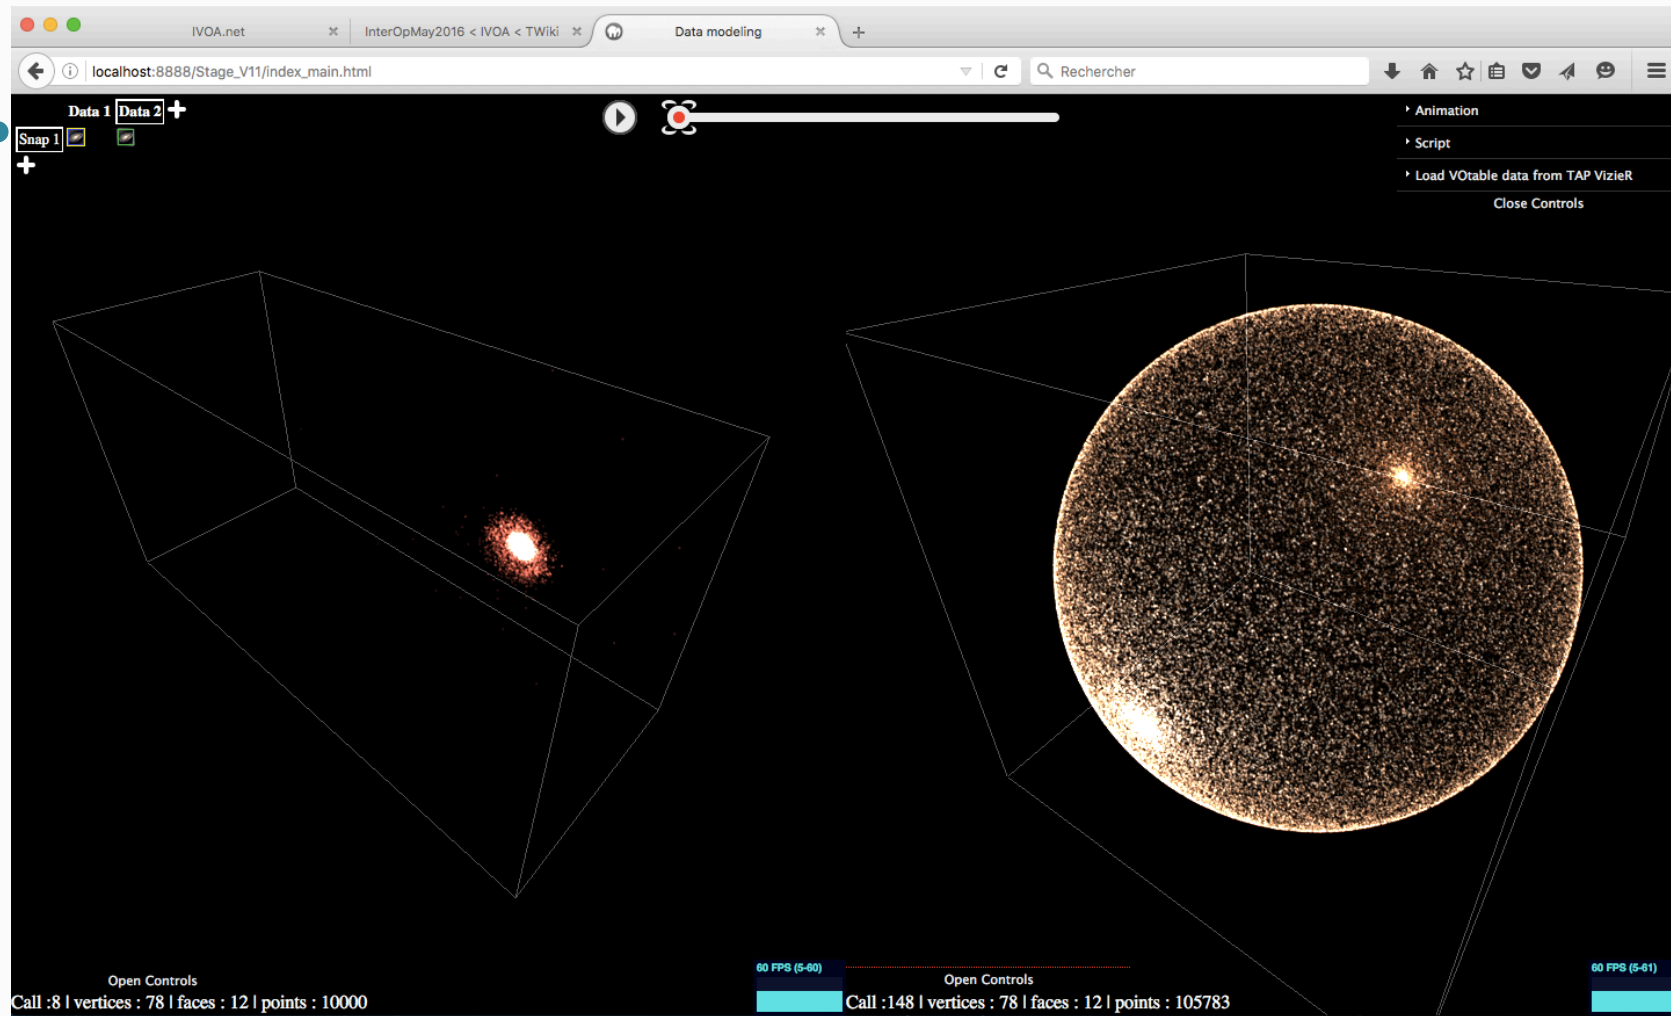 IVOA.net
InterOpMay2016 < IVOA < TWiki
Data modeling
localhost:8888/Stage_V11/index_main.html
Rechercher
Data 1 Data 2
Snap 1
Animation
Script
Load VOtable data from TAP VizieR
Close Controls
Open Controls
60 FPS (5-60)
Call :8 | vertices : 78 | faces : 12 | points : 10000
Open Controls
60 FPS (5-61)
Call :148 | vertices : 78 | faces : 12 | points : 105783